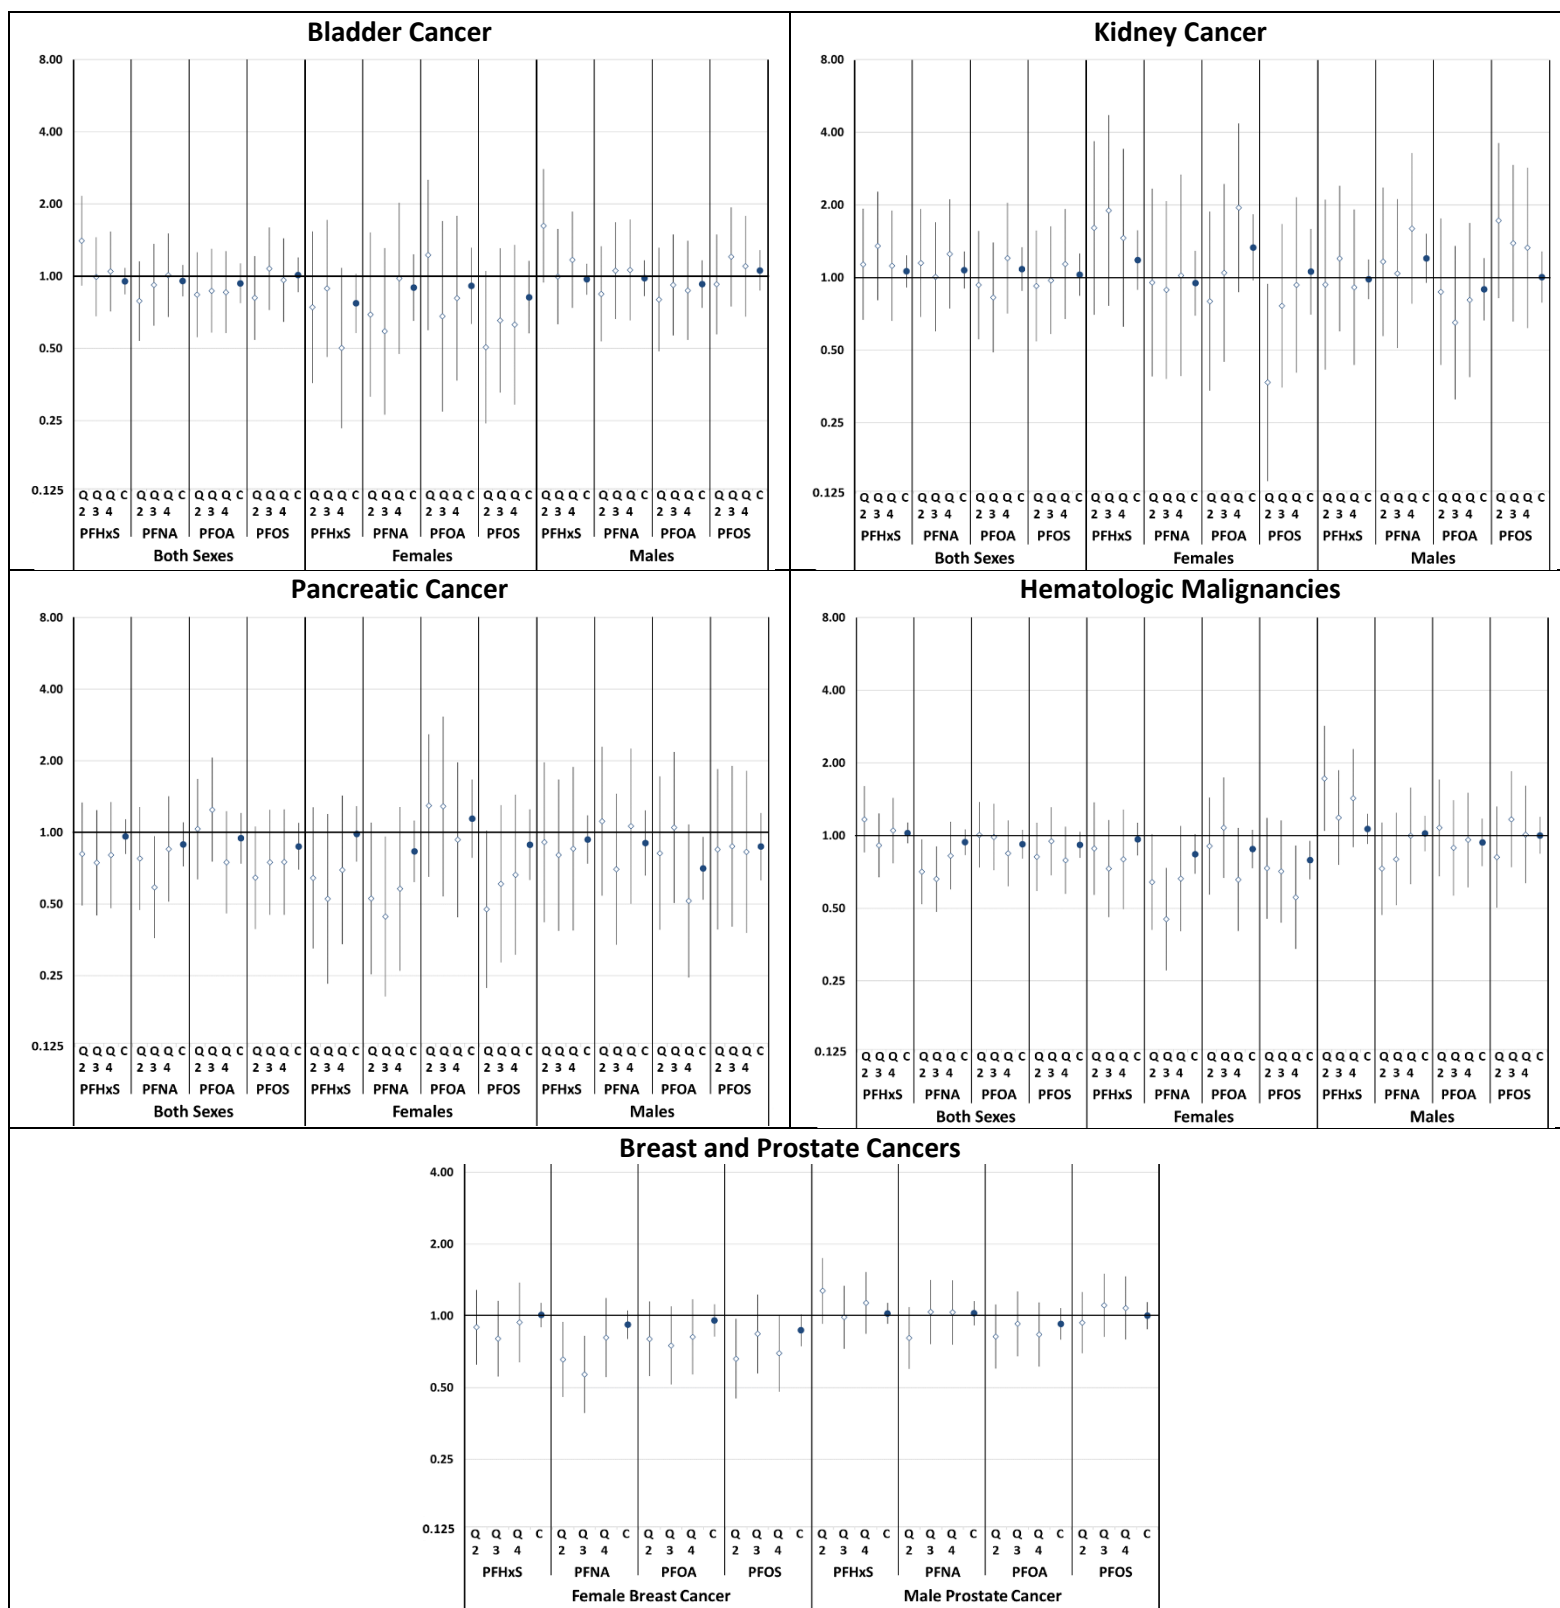 Bladder Cancer
8.00
4.00
2.00
1.00
0.50
0.25
0.125
Q Q Q C Q Q Q C Q Q Q C Q Q Q C Q Q Q C Q Q Q C Q Q Q C Q Q Q C Q Q Q C Q Q Q C Q Q Q C Q Q Q C
2 3 4 2 3 4 2 3 4 2 3 4 2 3 4 2 3 4 2 3 4 2 3 4 2 3 4 2 3 4 2 3 4 2 3 4
PFHxS PFNA PFOA PFOS PFHxS PFNA PFOA PFOS PFHxS PFNA PFOA PFOS
Both Sexes Females Males
Kidney Cancer
8.00
4.00
2.00
1.00
0.50
0.25
0.125
Q Q Q C Q Q Q C Q Q Q C Q Q Q C Q Q Q C Q Q Q C Q Q Q C Q Q Q C Q Q Q C Q Q Q C Q Q Q C Q Q Q C
2 3 4 2 3 4 2 3 4 2 3 4 2 3 4 2 3 4 2 3 4 2 3 4 2 3 4 2 3 4 2 3 4 2 3 4
PFHxS PFNA PFOA PFOS PFHxS PFNA PFOA PFOS PFHxS PFNA PFOA PFOS
Both Sexes Females Males
Pancreatic Cancer
8.00
4.00
2.00
1.00
0.50
0.25
0.125
Q Q Q C Q Q Q C Q Q Q C Q Q Q C Q Q Q C Q Q Q C Q Q Q C Q Q Q C Q Q Q C Q Q Q C Q Q Q C Q Q Q C
2 3 4 2 3 4 2 3 4 2 3 4 2 3 4 2 3 4 2 3 4 2 3 4 2 3 4 2 3 4 2 3 4 2 3 4
PFHxS PFNA PFOA PFOS PFHxS PFNA PFOA PFOS PFHxS PFNA PFOA PFOS
Both Sexes Females Males
Hematologic Malignancies
8.00
4.00
2.00
1.00
0.50
0.25
0.125
Q Q Q C Q Q Q C Q Q Q C Q Q Q C Q Q Q C Q Q Q C Q Q Q C Q Q Q C Q Q Q C Q Q Q C Q Q Q C Q Q Q C
2 3 4 2 3 4 2 3 4 2 3 4 2 3 4 2 3 4 2 3 4 2 3 4 2 3 4 2 3 4 2 3 4 2 3 4
PFHxS PFNA PFOA PFOS PFHxS PFNA PFOA PFOS PFHxS PFNA PFOA PFOS
Both Sexes Females Males
Breast and Prostate Cancers
4.00
2.00
1.00
0.50
0.25
0.125
Q Q Q C Q Q Q C Q Q Q C Q Q Q C Q Q Q C Q Q Q C Q Q Q C Q Q Q C
2 3 4 2 3 4 2 3 4 2 3 4 2 3 4 2 3 4 2 3 4 2 3 4
PFHxS PFNA PFOA PFOS PFHxS PFNA PFOA PFOS
Female Breast Cancer Male Prostate Cancer